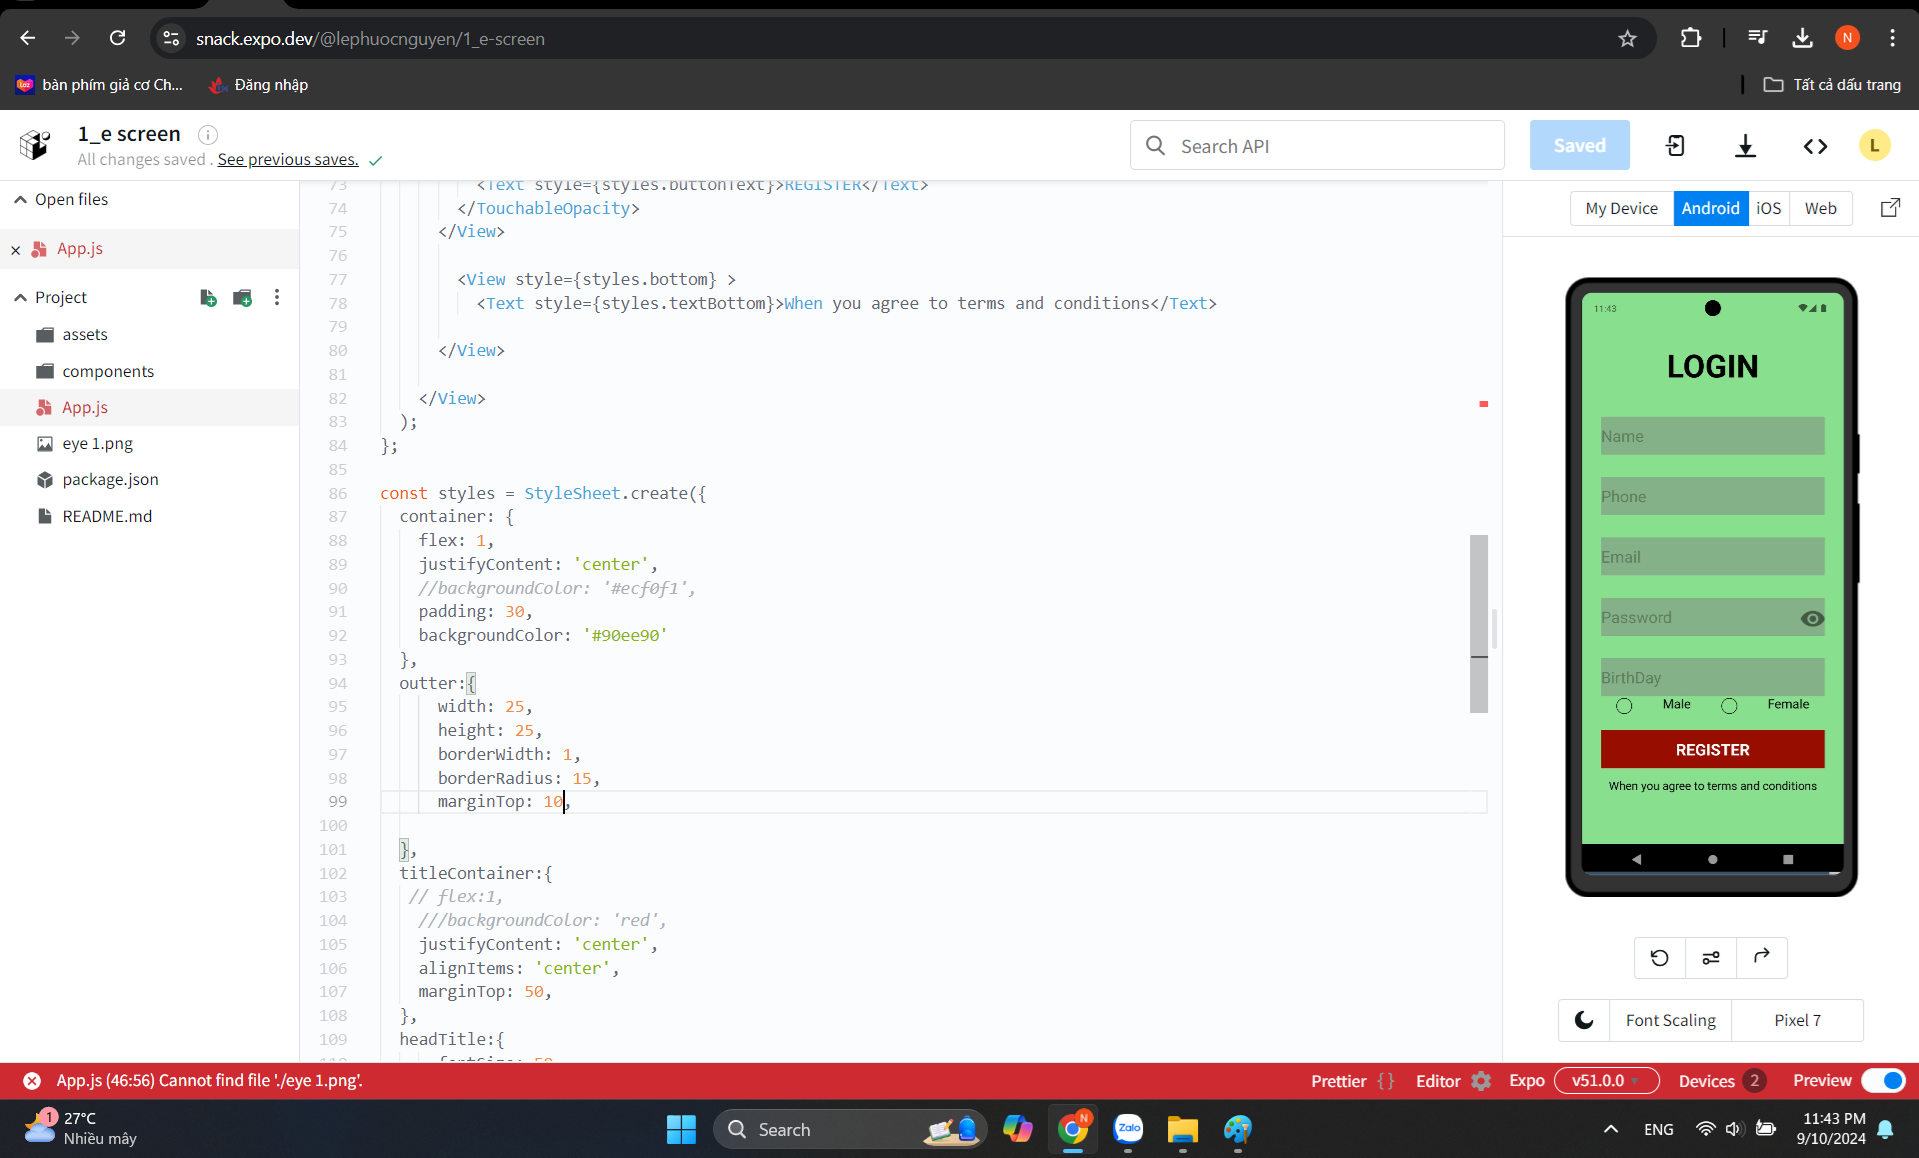 snack.expo.dev/@lephuocnguyen/1_e-screen
N
Loz
bàn phím giả cơ Ch...
Đăng nhập
Tất cả dấu trang
1_e screen
All changes saved . See previous saves.
Search API
Saved
L
Open files
App.js
Project
assets
components
App.js
eye 1.png
package.json
README.md
73 <Text style={styles.buttonText}>REGISTER</Text>
74 </TouchableOpacity>
75 </View>
76
77 <View style={styles.bottom} >
78 <Text style={styles.textBottom}>When you agree to terms and conditions</Text>
79
80 </View>
81
82 </View>
83 );
84 };
85
86 const styles = StyleSheet.create({
87 container: {
88 flex: 1,
89 justifyContent: 'center',
90 //backgroundColor: '#ecf0f1',
91 padding: 30,
92 backgroundColor: '#90ee90'
93 },
94 outter:{
95 width: 25,
96 height: 25,
97 borderWidth: 1,
98 borderRadius: 15,
99 marginTop: 10,
100
101 },
102 titleContainer:{
103 // flex:1,
104 ///backgroundColor: 'red',
105 justifyContent: 'center',
106 alignItems: 'center',
107 marginTop: 50,
108 },
109 headTitle:{
110 fontSize: 50
My Device
Android
iOS
Web
11:43
LOGIN
Name
Phone
Email
Password
BirthDay
Male
Female
REGISTER
When you agree to terms and conditions
Font Scaling
Pixel 7
App.js (46:56) Cannot find file './eye 1.png'.
Prettier { }
Editor
Expo
v51.0.0
Devices 2
Preview
1
27°C
Nhiều mây
Search
N
Zalo
ENG
11:43 PM
9/10/2024